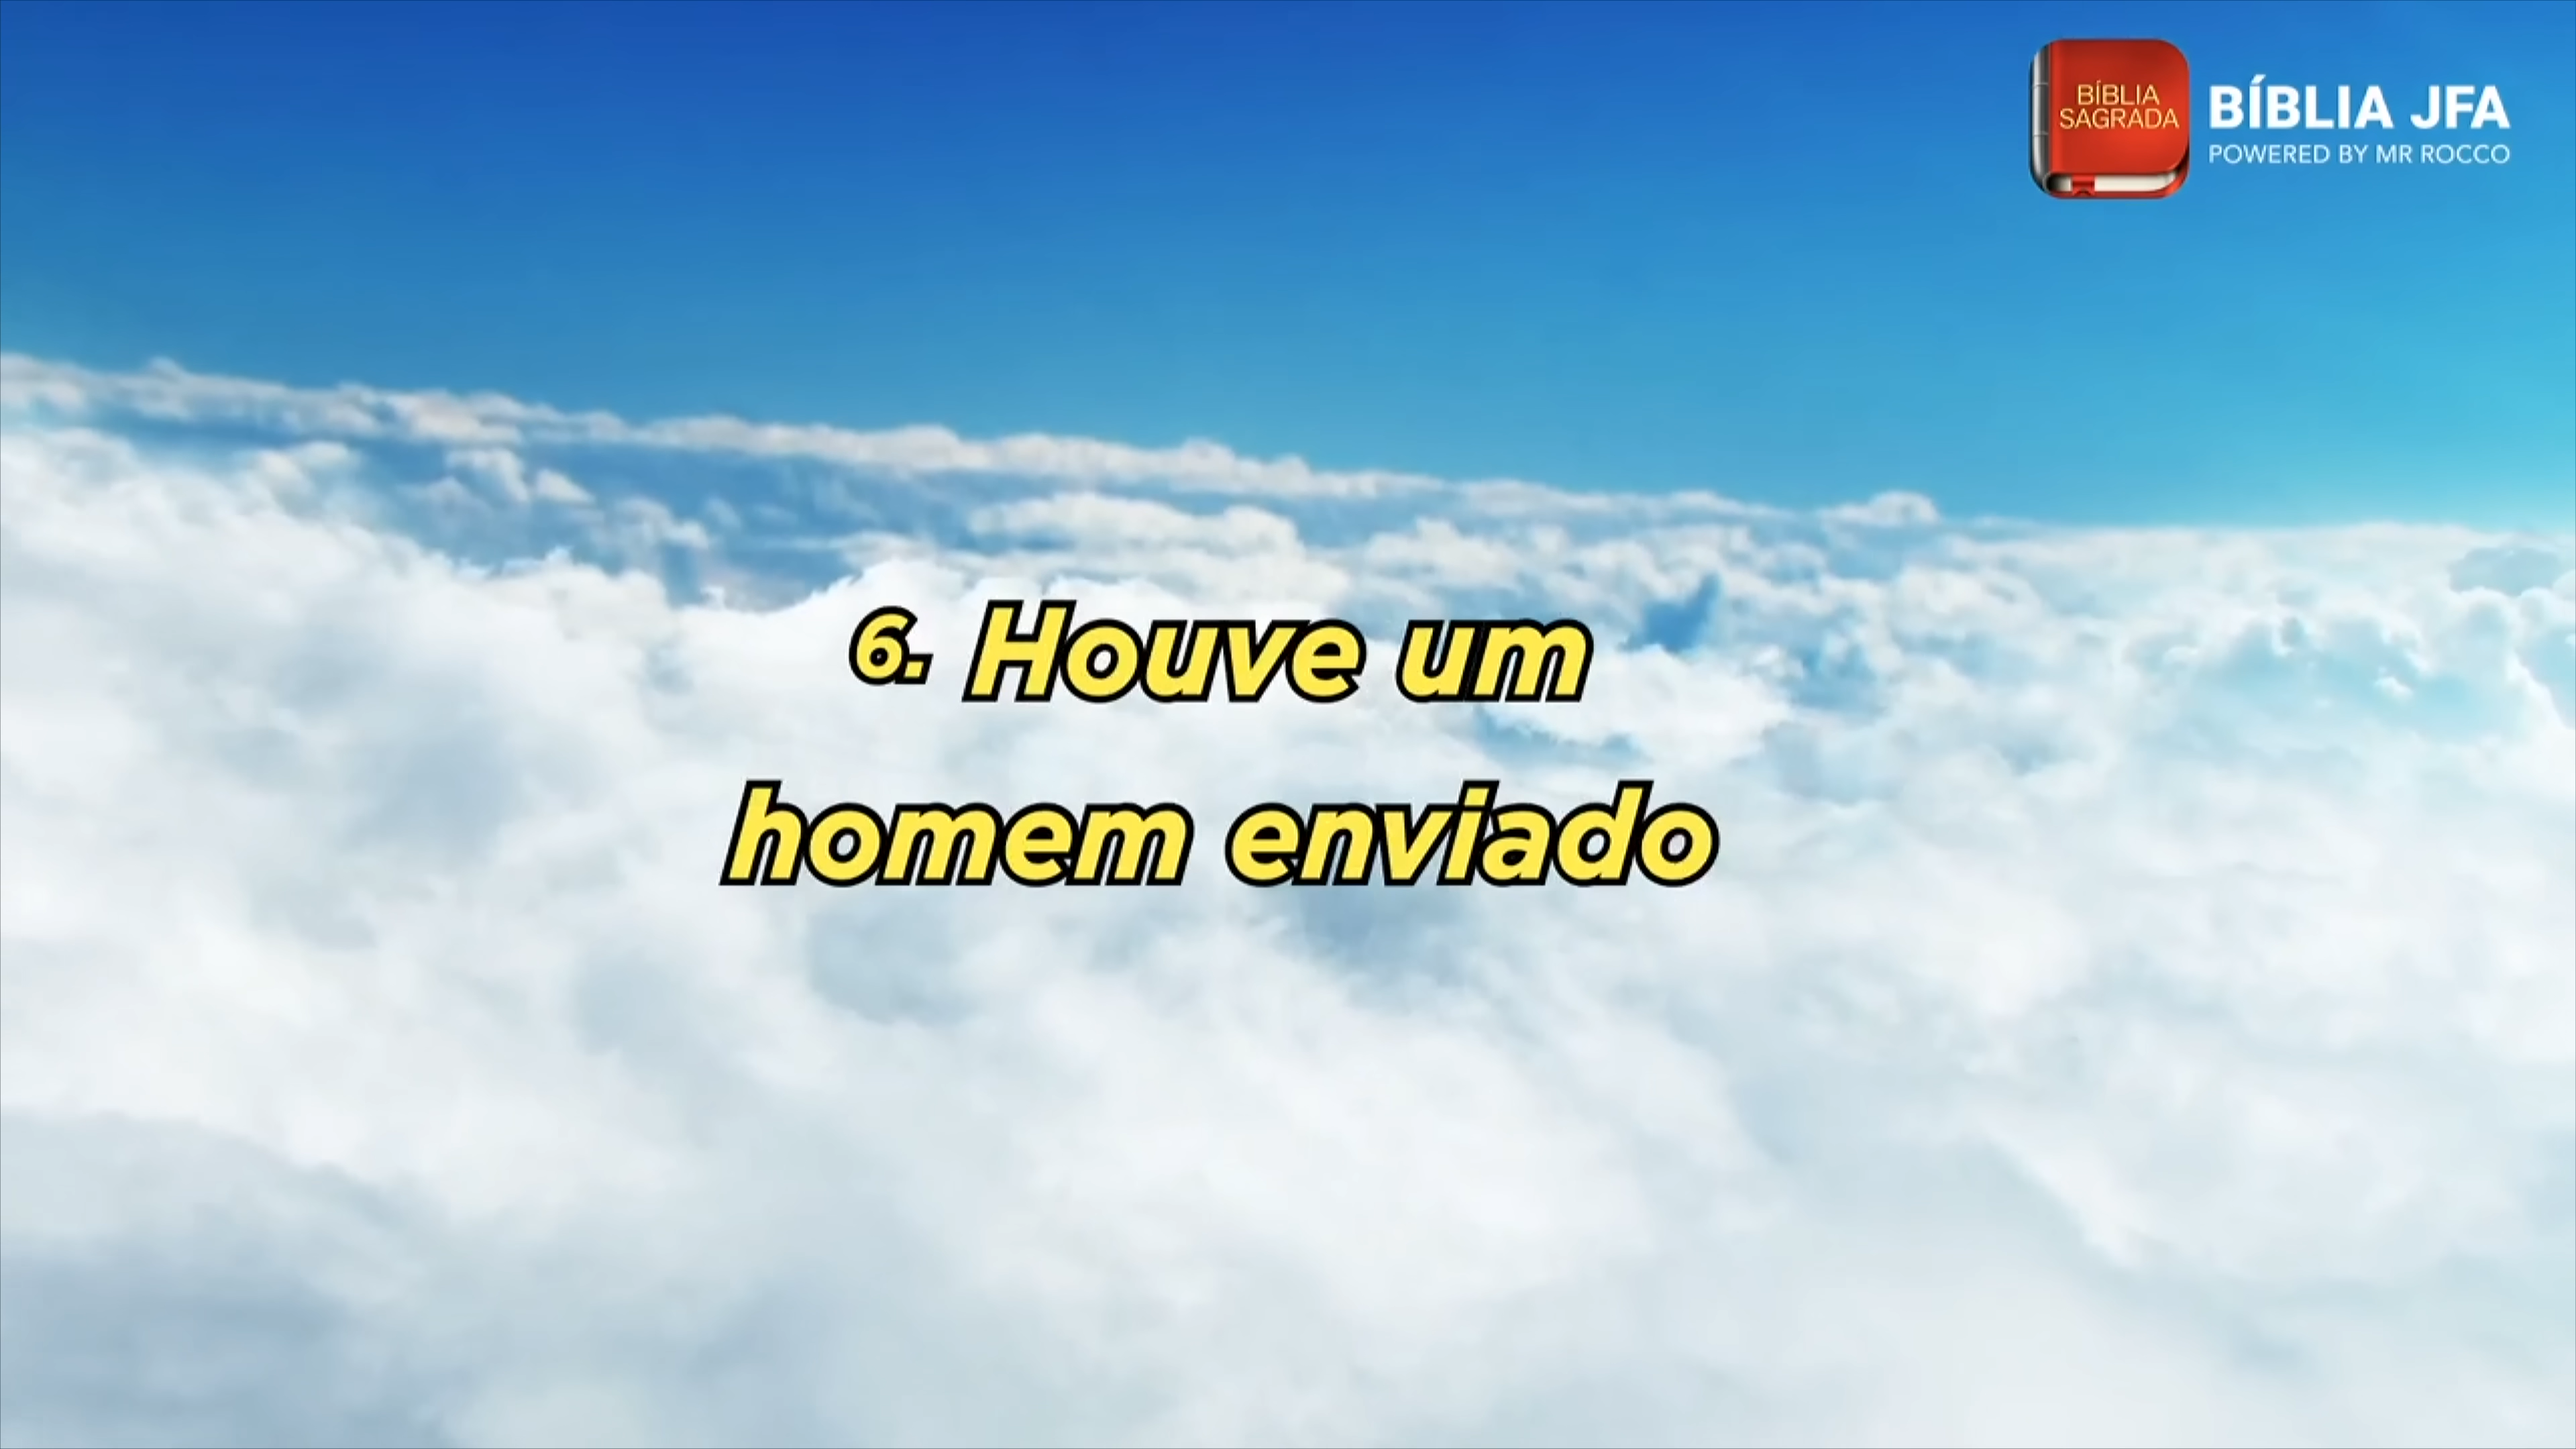 BÍBLIA
SAGRADA
BÍBLIA JFA
POWERED BY MR ROCCO
6. Houve um
homem enviado